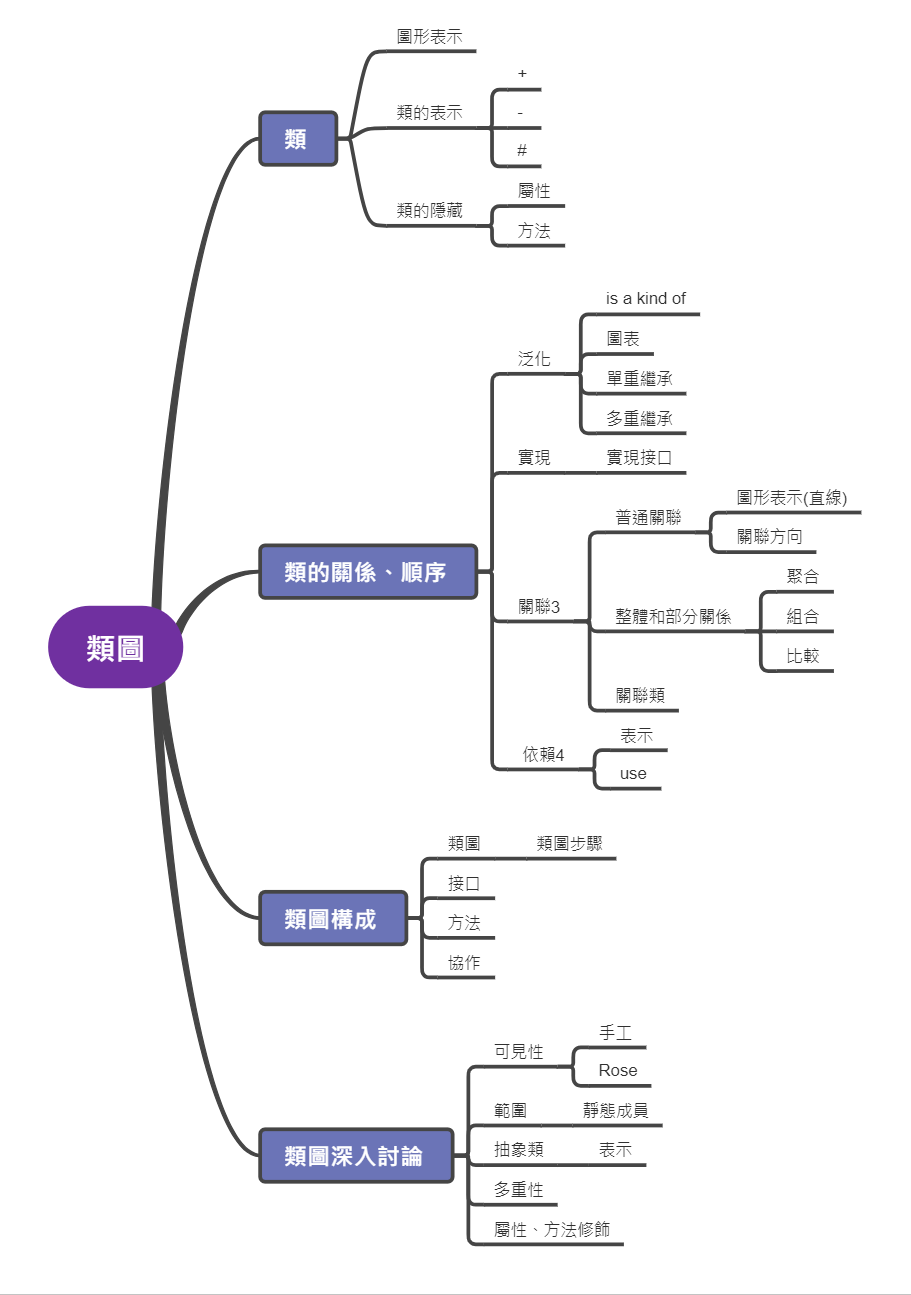 類圖
類
圖形表示
類的表示
+
-
#
類的隱藏
屬性
方法
類的關係、順序
泛化
is a kind of
圖表
單重繼承
多重繼承
實現
實現接口
關聯3
普通關聯
圖形表示(直線)
關聯方向
整體和部分關係
聚合
組合
比較
關聯類
依賴4
表示
use
類圖構成
類圖
類圖步驟
接口
方法
協作
類圖深入討論
可見性
手工
Rose
範圍
靜態成員
抽象類
表示
多重性
屬性、方法修飾